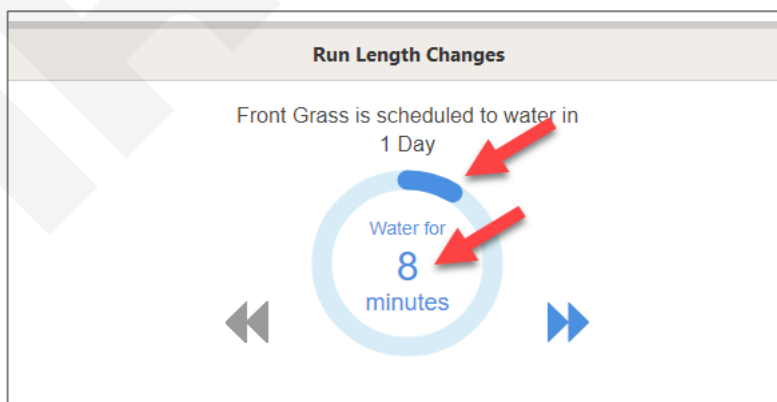 Run Length Changes
Front Grass is scheduled to water in
1 Day
Water for
8
minutes